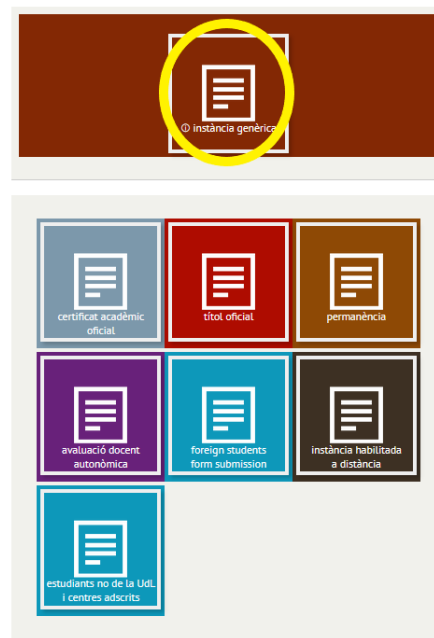 ⓘ instància genèrica
certificat acadèmic
oficial
títol oficial
permanència
avaluació docent
autonòmica
foreign students
form submission
instància habilitada
a distància
estudiants no de la UdL
i centres adscrits